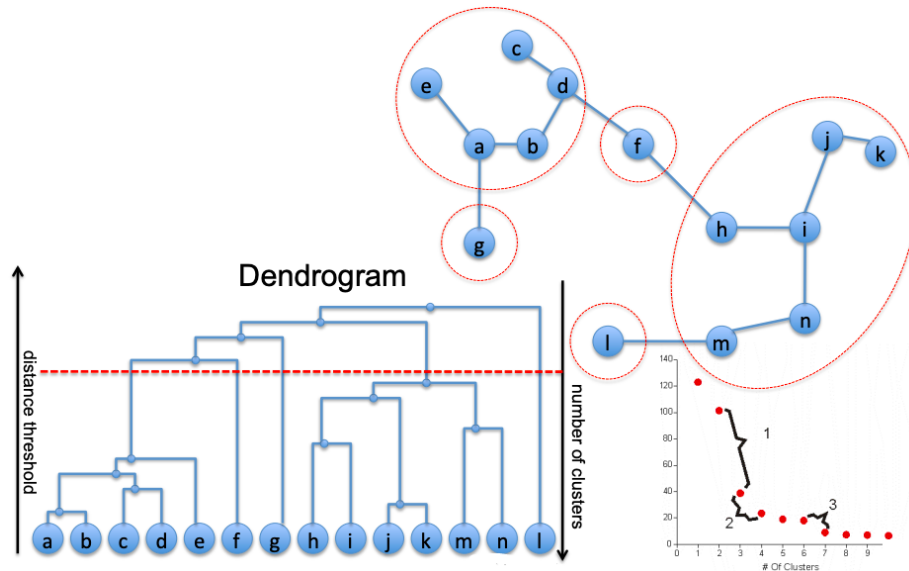 c
e
d
a
b
f
j
k
g
h
i
n
l
m
Dendrogram
distance threshold
number of clusters
a b c d e f g h i j k m n l
140
120
100
80
60
40
20
0
0 1 2 3 4 5 6 7 8 9
# Of Clusters
1
2
3